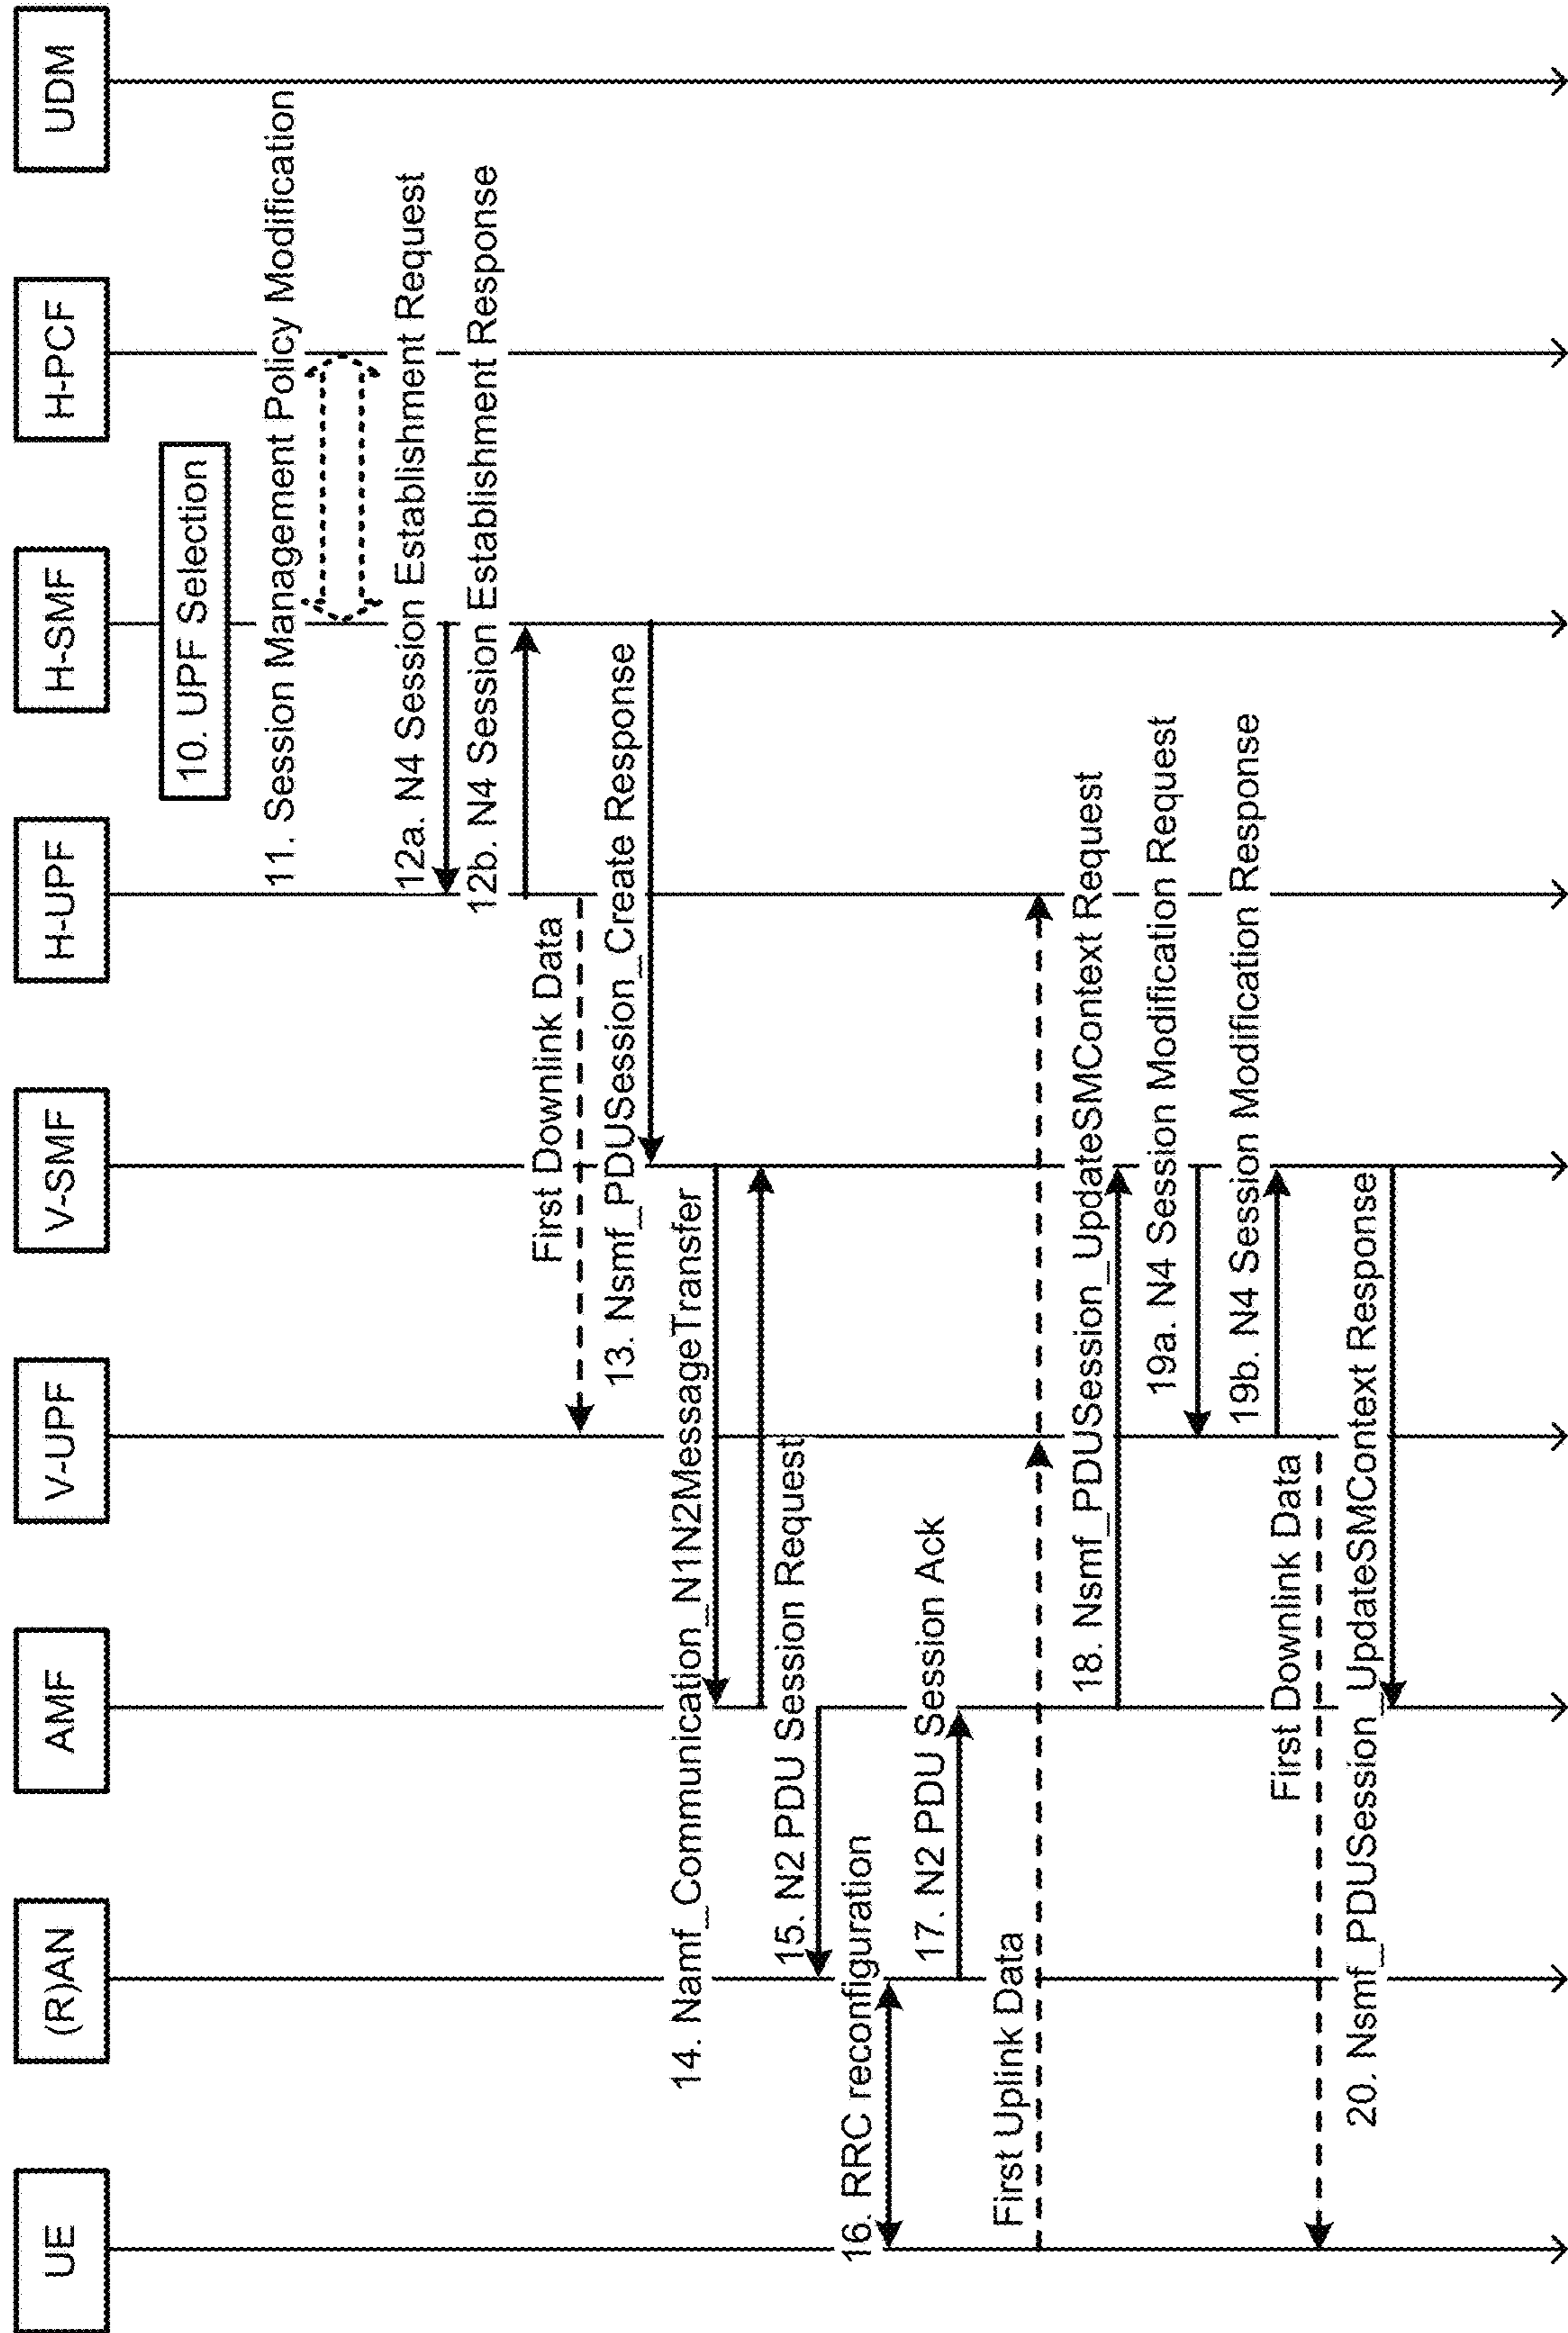 UE
(R)AN
AMF
V-UPF
V-SMF
H-UPF
H-SMF
H-PCF
UDM
10. UPF Selection
11. Session Management Policy Modification
12a. N4 Session Establishment Request
12b. N4 Session Establishment Response
First Downlink Data
13. Nsmf_PDUSession_Create Response
14. Namf_Communication_N1N2MessageTransfer
15. N2 PDU Session Request
16. RRC reconfiguration
17. N2 PDU Session Ack
First Uplink Data
18. Nsmf_PDUSession_UpdateSMContext Request
19a. N4 Session Modification Request
19b. N4 Session Modification Response
First Downlink Data
20. Nsmf_PDUSession_UpdateSMContext Response